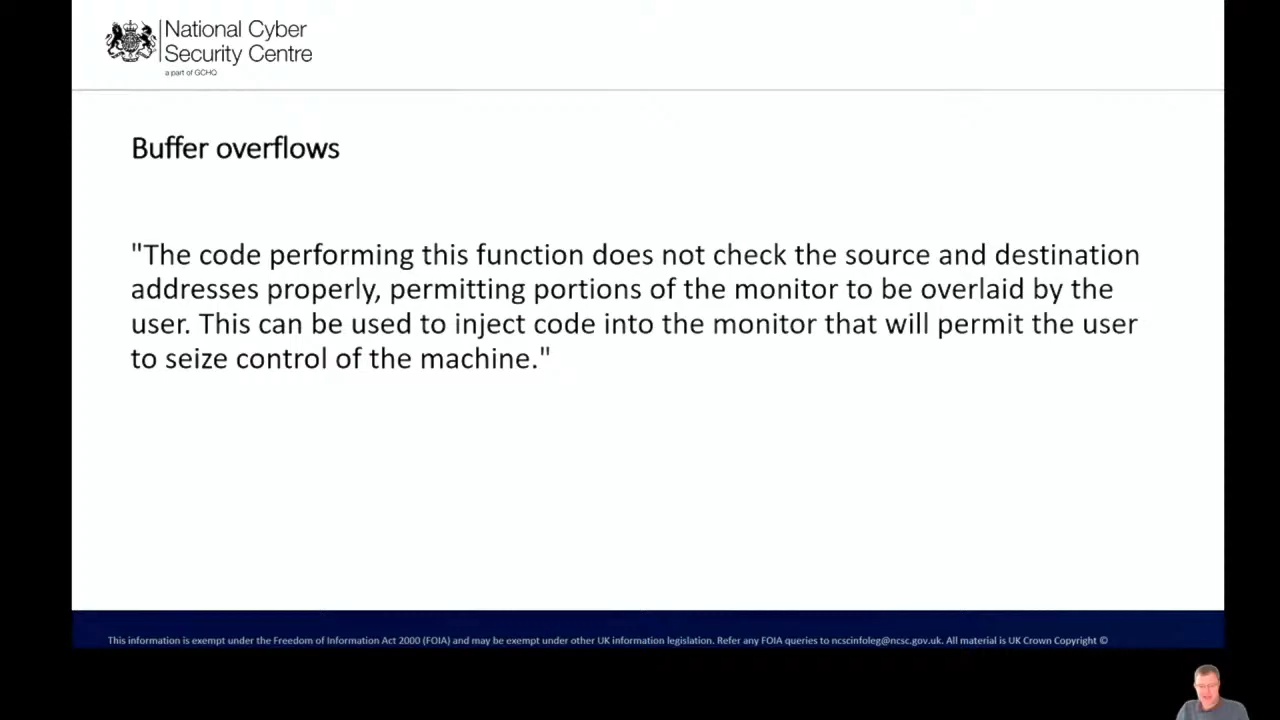 National Cyber
Security Centre
a part of GCHQ
Buffer overflows
"The code performing this function does not check the source and destination
addresses properly, permitting portions of the monitor to be overlaid by the
user. This can be used to inject code into the monitor that will permit the user
to seize control of the machine."
This information is exempt under the Freedom of Information Act 2000 (FOIA) and may be exempt under other UK information legislation. Refer any FOIA queries to ncscinfoleg@ncsc.gov.uk. All material is UK Crown Copyright ©